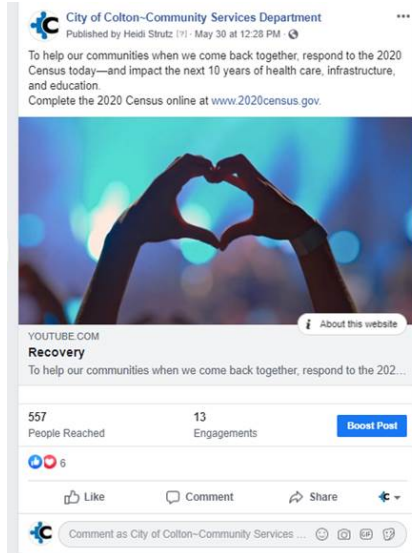 City of Colton~Community Services Department
Published by Heidi Strutz [?] · May 30 at 12:28 PM ·
To help our communities when we come back together, respond to the 2020
Census today—and impact the next 10 years of health care, infrastructure,
and education.
Complete the 2020 Census online at www.2020census.gov.
i About this website
YOUTUBE.COM
Recovery
To help our communities when we come back together, respond to the 202...
557
People Reached
13
Engagements
Boost Post
6
Like Comment Share
Comment as City of Colton~Community Services ... GIF